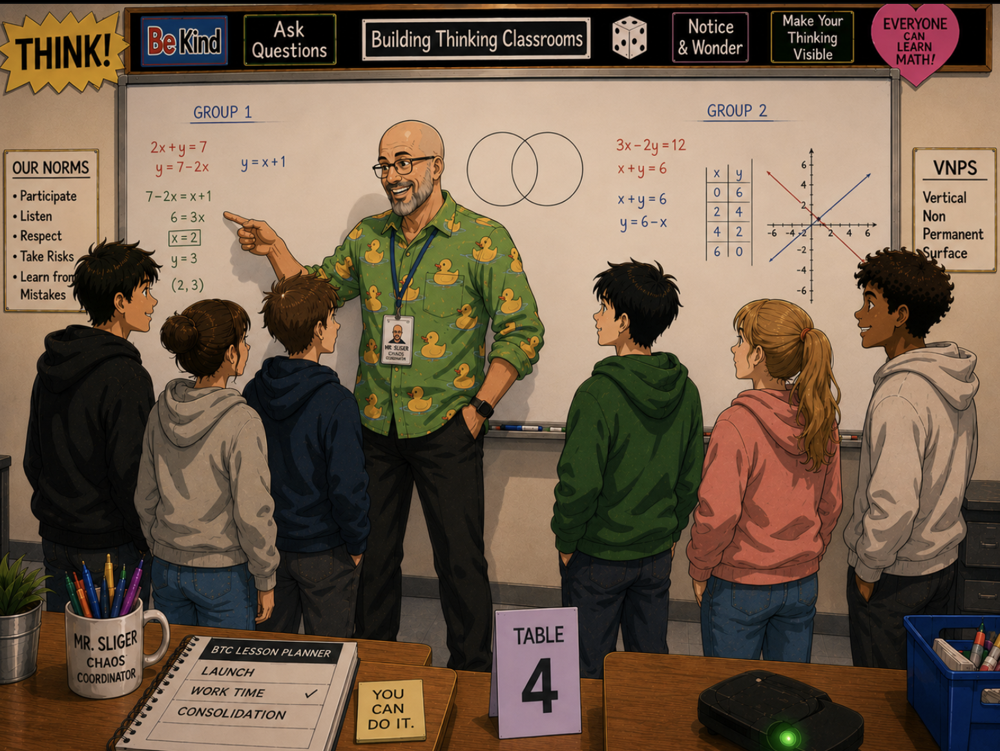 THINK!
Be Kind
Ask
Questions
Building Thinking Classrooms
Notice
& Wonder
Make Your
Thinking
Visible
EVERYONE
CAN
LEARN
MATH!
OUR NORMS
• Participate
• Listen
• Respect
• Take Risks
• Learn from
Mistakes
GROUP 1
2x + y = 7
y = 7 - 2x
y = x + 1
7 - 2x = x + 1
6 = 3x
x = 2
y = 3
(2, 3)
GROUP 2
3x - 2y = 12
x + y = 6
x + y = 6
y = 6 - x
x y
0 6
2 4
4 2
6 0
6
4
2
-6 -4 -2 2 4 6
-2
-4
-6
VNPS
Vertical
Non
Permanent
Surface
MR. SLIGER
CHAOS
COORDINATOR
MR. SLIGER
CHAOS
COORDINATOR
BTC LESSON PLANNER
LAUNCH
WORK TIME ✓
CONSOLIDATION
YOU
CAN
DO IT.
TABLE
4